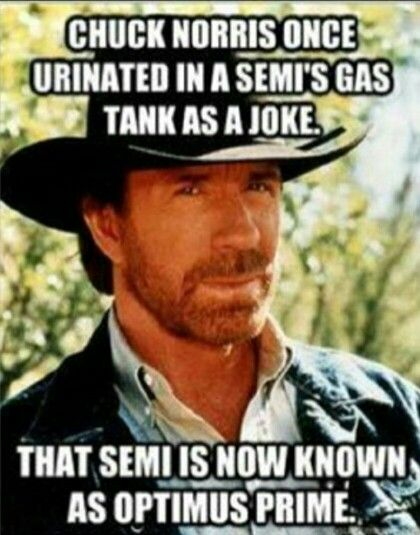 CHUCK NORRIS ONCE
URINATED IN A SEMI'S GAS
TANK AS A JOKE.
THAT SEMI IS NOW KNOWN
AS OPTIMUS PRIME.